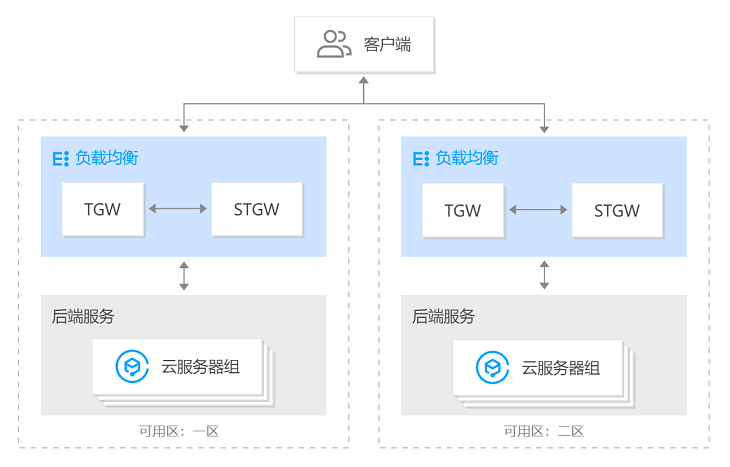 客户端
负载均衡
TGW
STGW
后端服务
云服务器组
可用区：一区
负载均衡
TGW
STGW
后端服务
云服务器组
可用区：二区